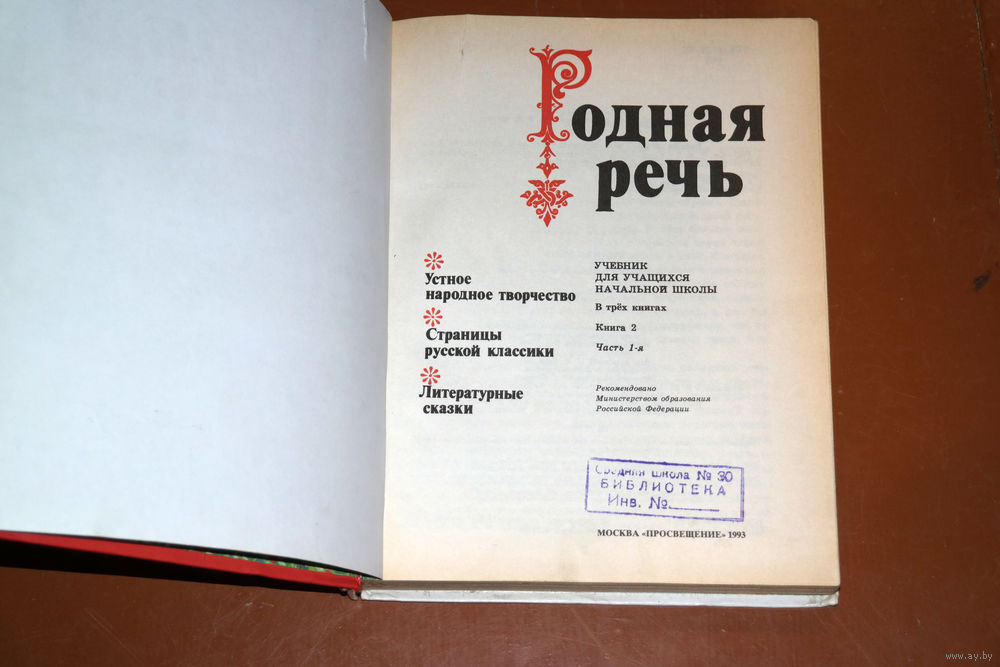 Родная
речь
Устное
народное творчество
Страницы
русской классики
Литературные
сказки
УЧЕБНИК
ДЛЯ УЧАЩИХСЯ
НАЧАЛЬНОЙ ШКОЛЫ
В трёх книгах
Книга 2
Часть 1-я
Рекомендовано
Министерством образования
Российской Федерации
Средняя школа № 30
БИБЛИОТЕКА
Инв. №
МОСКВА «ПРОСВЕЩЕНИЕ» 1993
www.ay.by